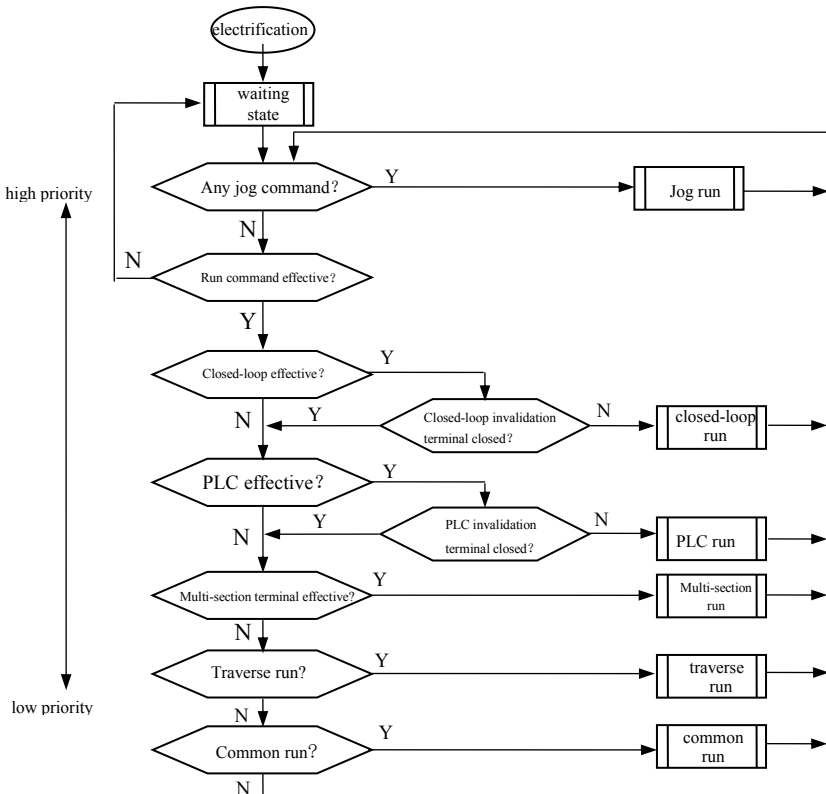 electrification
waiting
state
Any jog command?
Y
Jog run
high priority
N
N
Run command effective?
Y
Closed-loop effective?
Y
N
Y
Closed-loop invalidation
terminal closed?
N
closed-loop
run
PLC effective?
Y
N
Y
PLC invalidation
terminal closed?
N
PLC run
Multi-section terminal effective?
Y
Multi-section
run
N
Traverse run?
Y
traverse
run
low priority
N
Common run?
Y
common
run
N